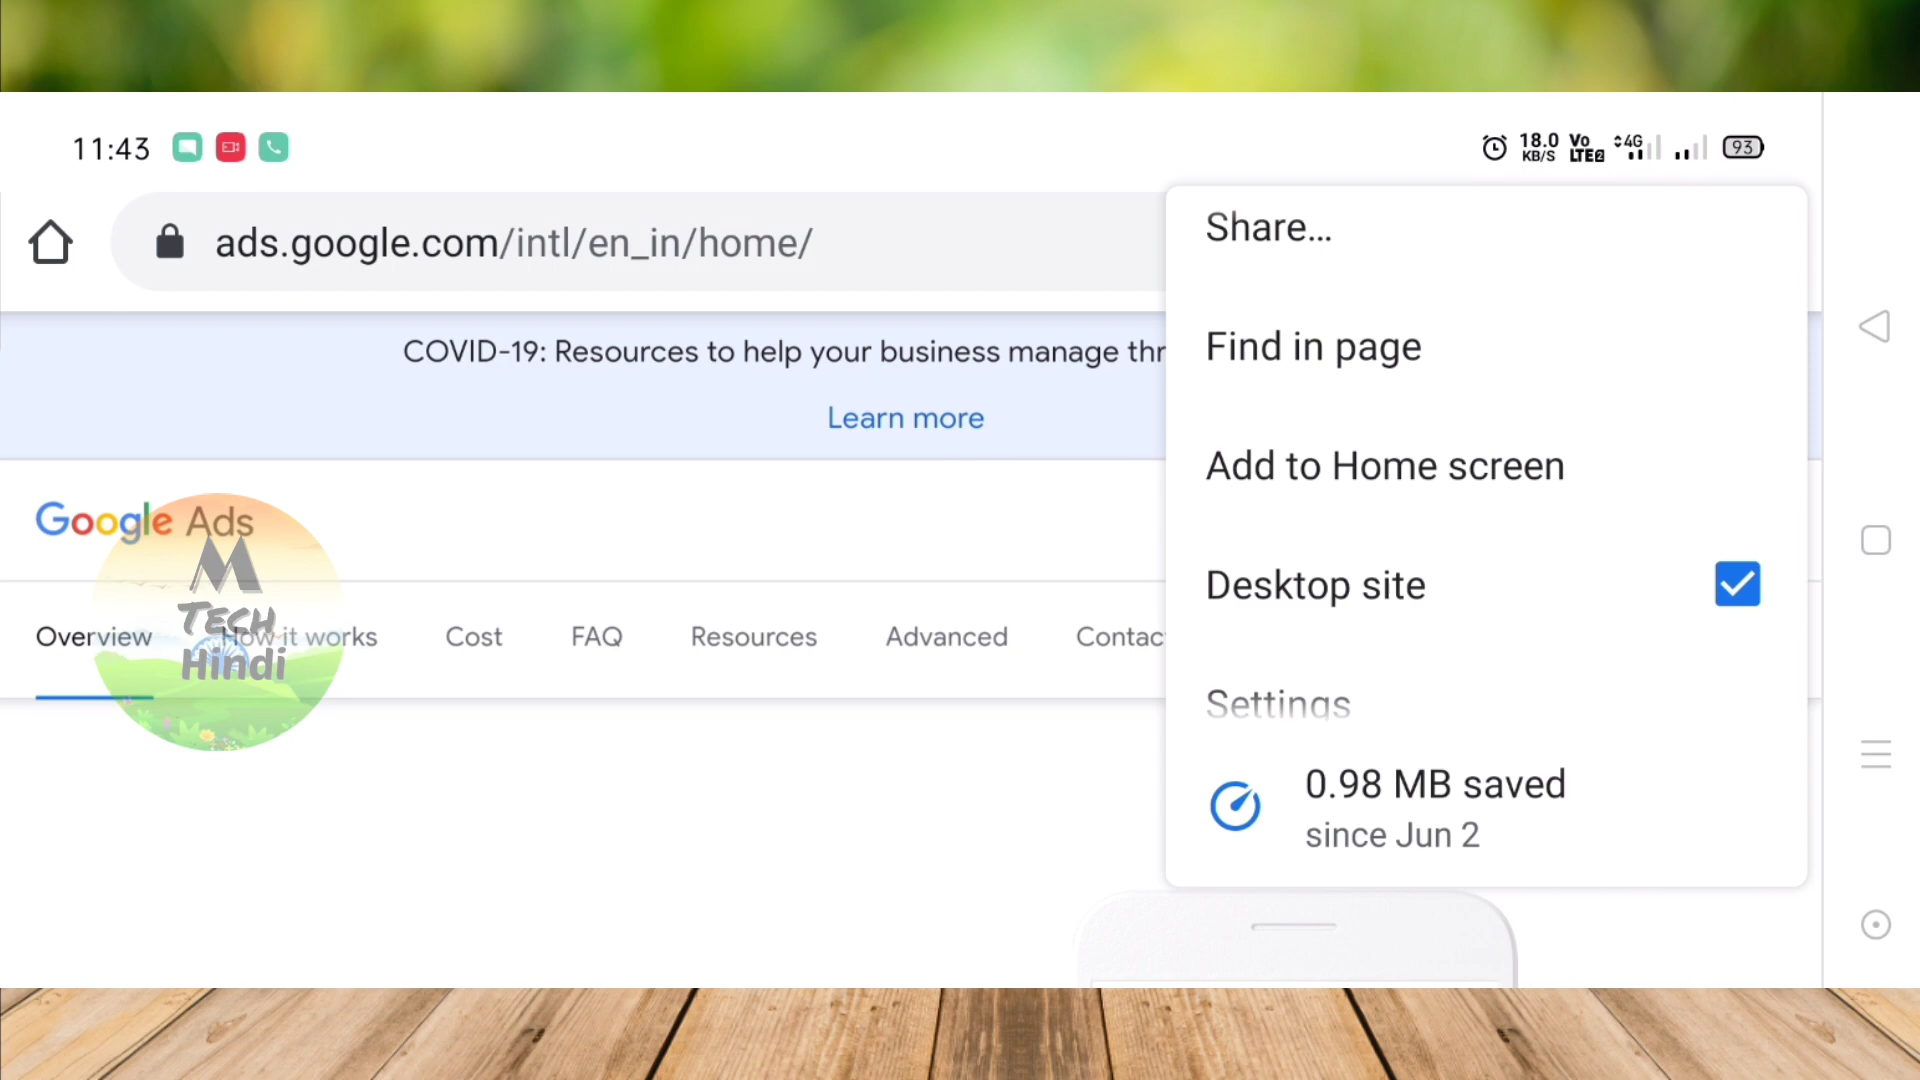 11:43
18.0 KB/S Vo LTE2 4G 93
ads.google.com/intl/en_in/home/
Share...
COVID-19: Resources to help your business manage thr
Find in page
Learn more
Add to Home screen
Google Ads
M
Tech
Hindi
Desktop site
Overview How it works Cost FAQ Resources Advanced Contac
Settings
0.98 MB saved
since Jun 2